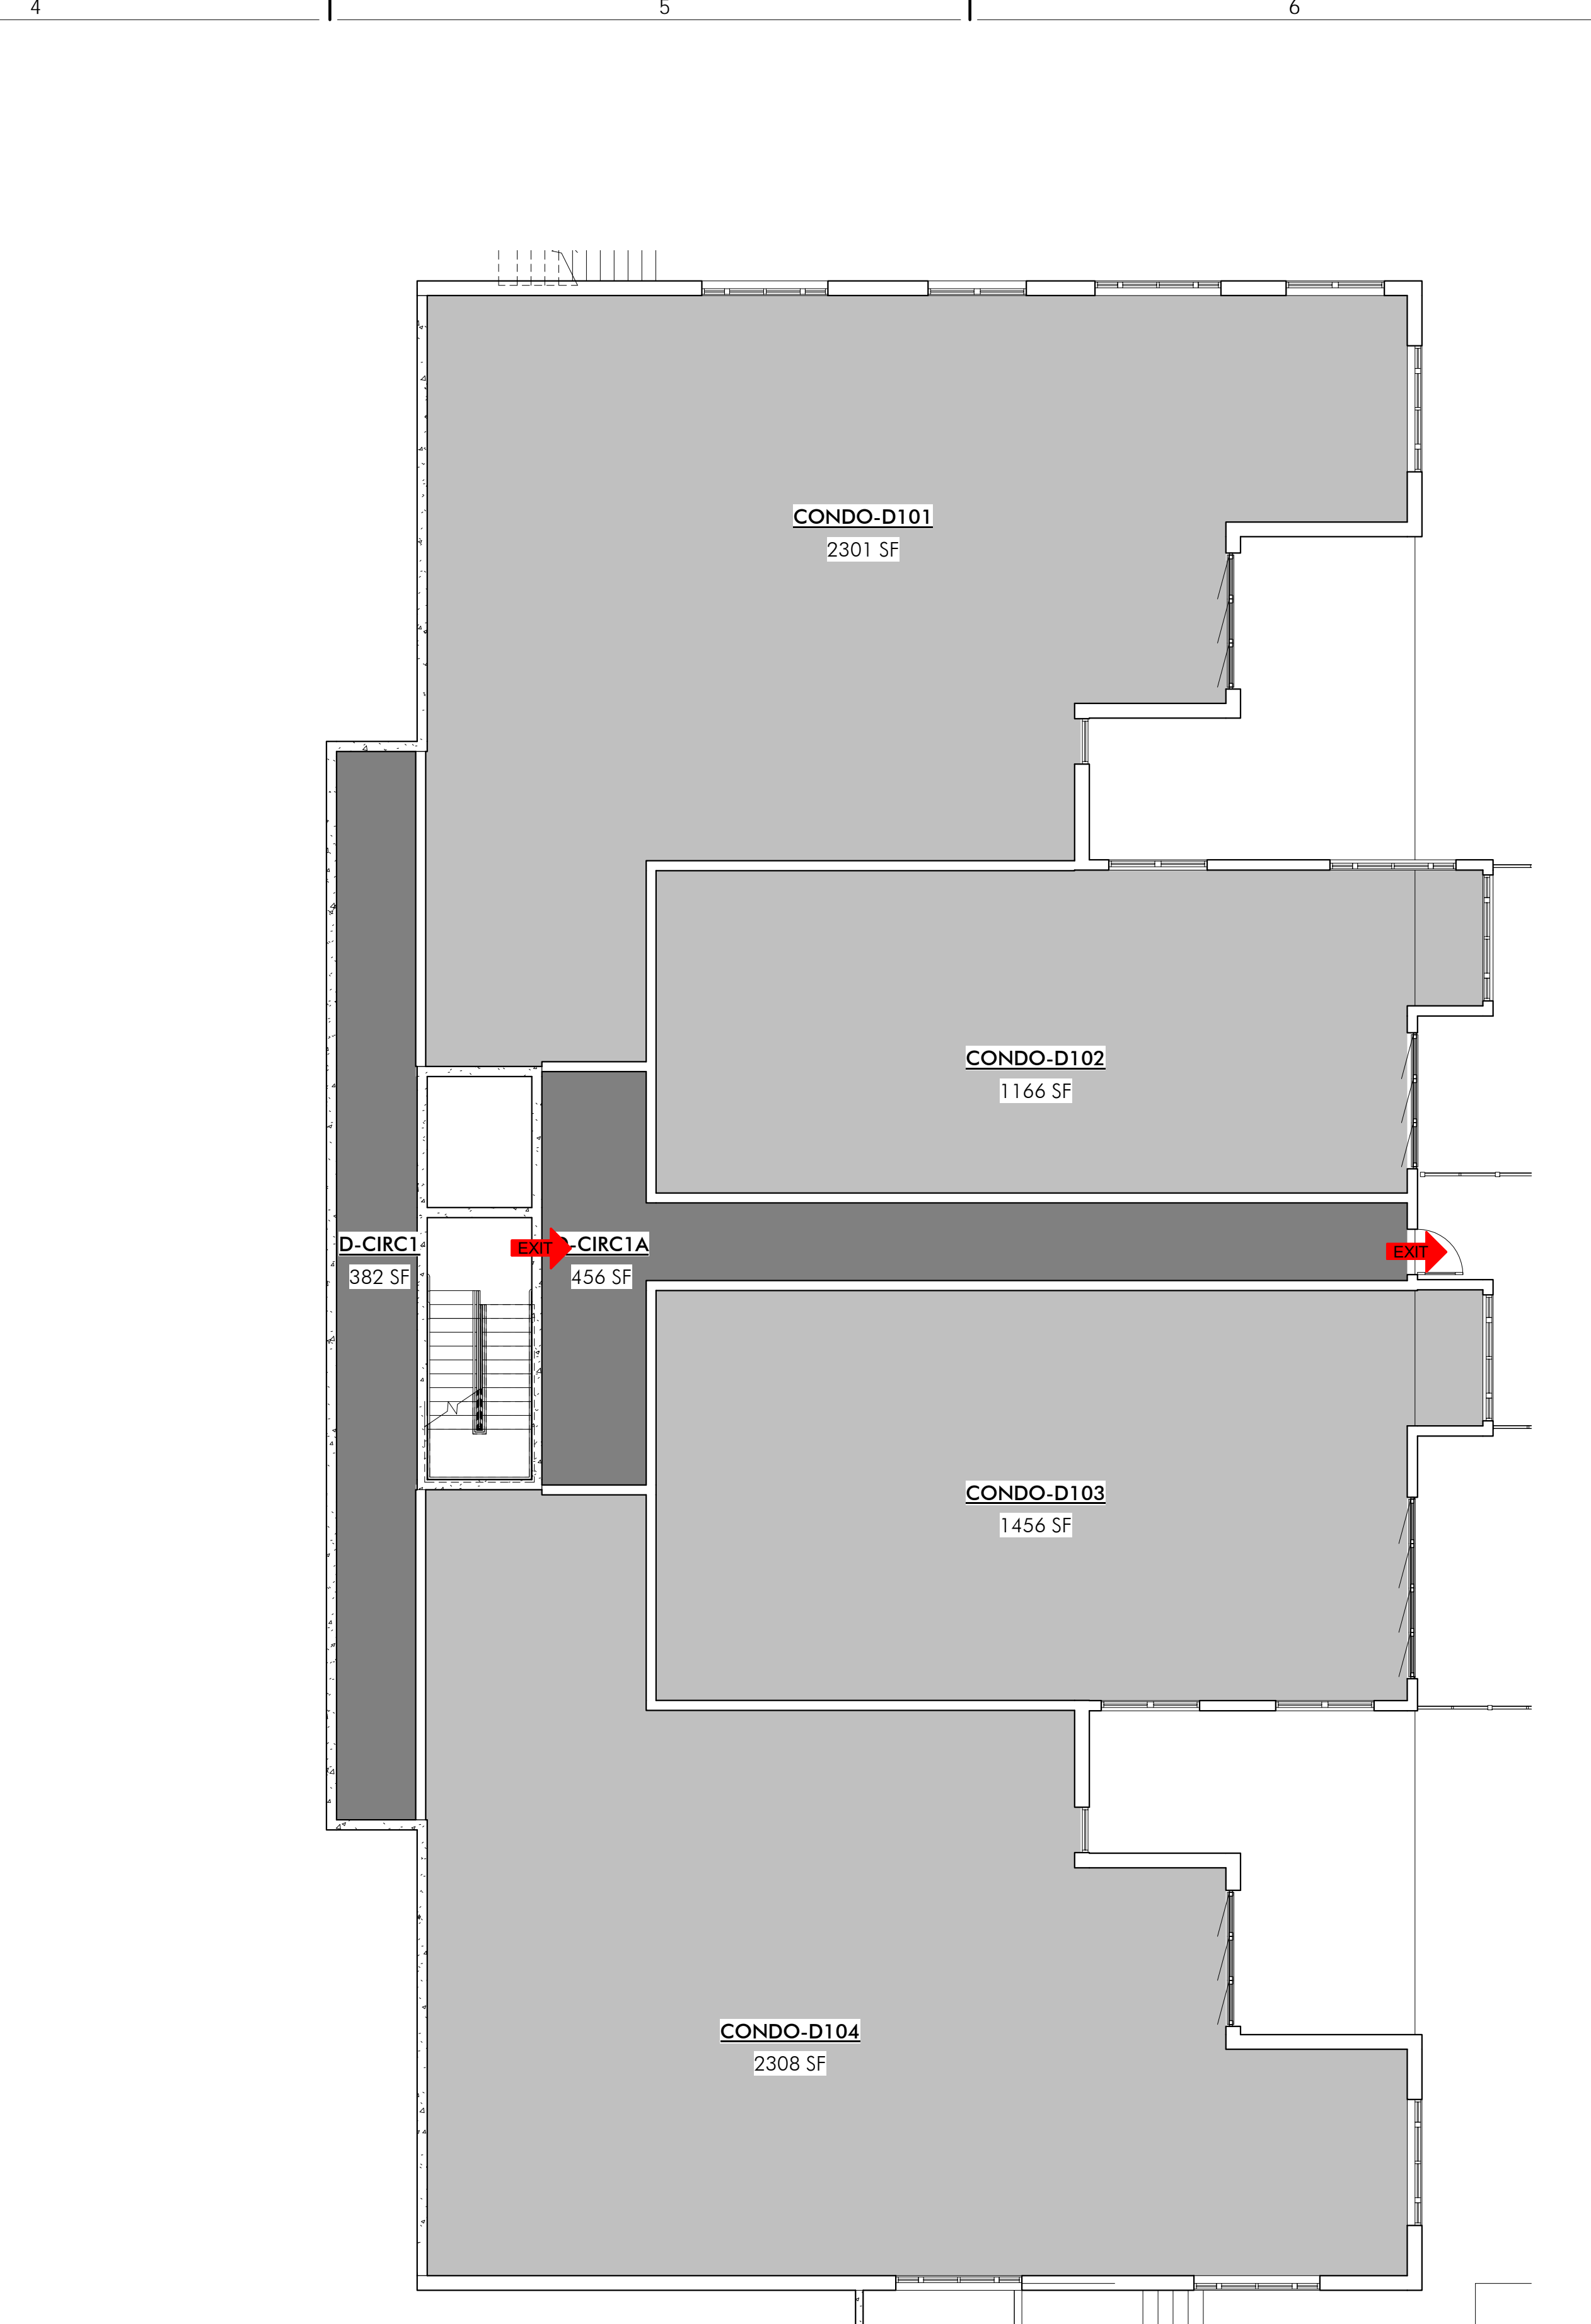 4
5
6
CONDO-D101
2301 SF
CONDO-D102
1166 SF
D-CIRC1
382 SF
EXIT
D-CIRC1A
456 SF
EXIT
CONDO-D103
1456 SF
CONDO-D104
2308 SF